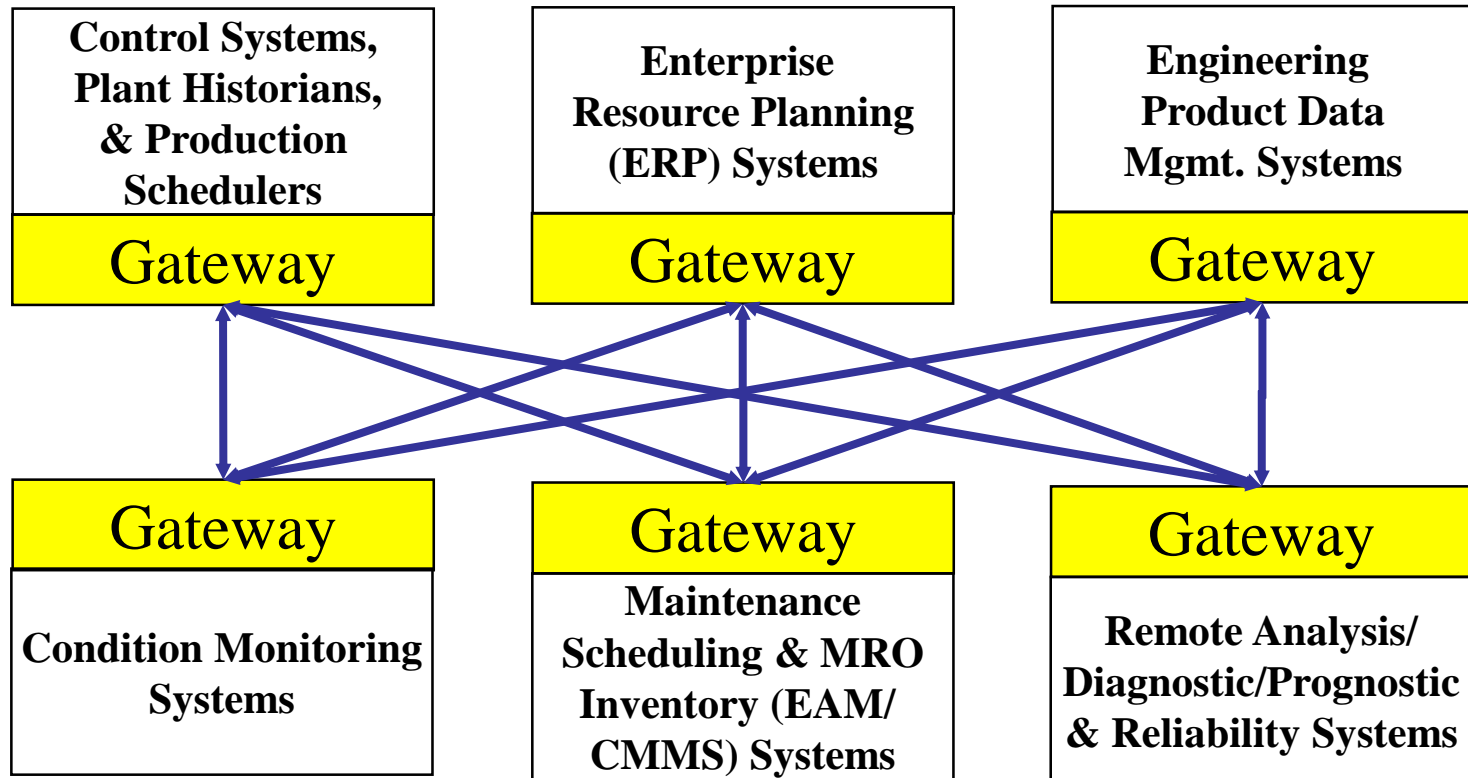 Control Systems,
Plant Historians,
& Production
Schedulers
Gateway
Enterprise
Resource Planning
(ERP) Systems
Gateway
Engineering
Product Data
Mgmt. Systems
Gateway
Gateway
Condition Monitoring
Systems
Gateway
Maintenance
Scheduling & MRO
Inventory (EAM/
CMMS) Systems
Gateway
Remote Analysis/
Diagnostic/Prognostic
& Reliability Systems